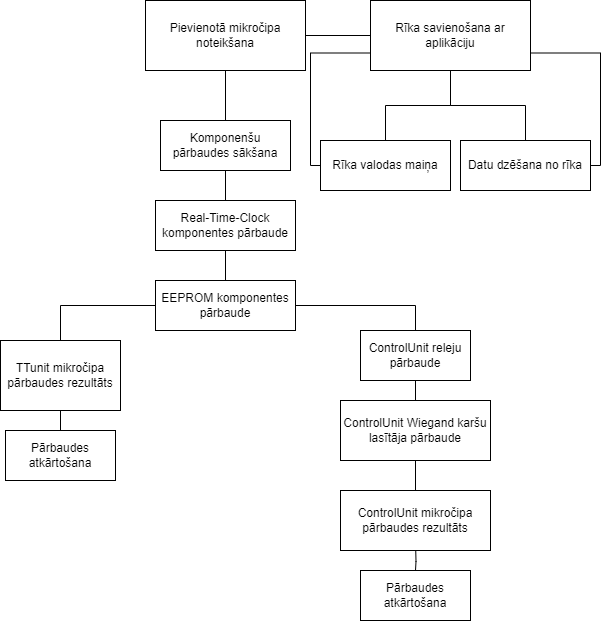 Pievienotā mikročipa
noteikšana
Rīka savienošana ar
aplikāciju
Komponenšu
pārbaudes sākšana
Rīka valodas maiņa
Datu dzēšana no rīka
Real-Time-Clock
komponentes pārbaude
EEPROM komponentes
pārbaude
TTunit mikročipa
pārbaudes rezultāts
Pārbaudes
atkārtošana
ControlUnit releju
pārbaude
ControlUnit Wiegand karšu
lasītāja pārbaude
ControlUnit mikročipa
pārbaudes rezultāts
Pārbaudes
atkārtošana